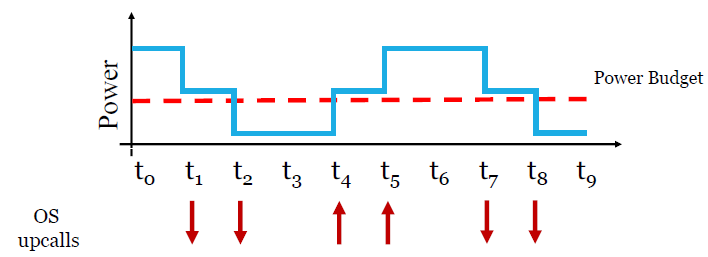 Power
Power Budget
t0 t1 t2 t3 t4 t5 t6 t7 t8 t9
OS
upcalls